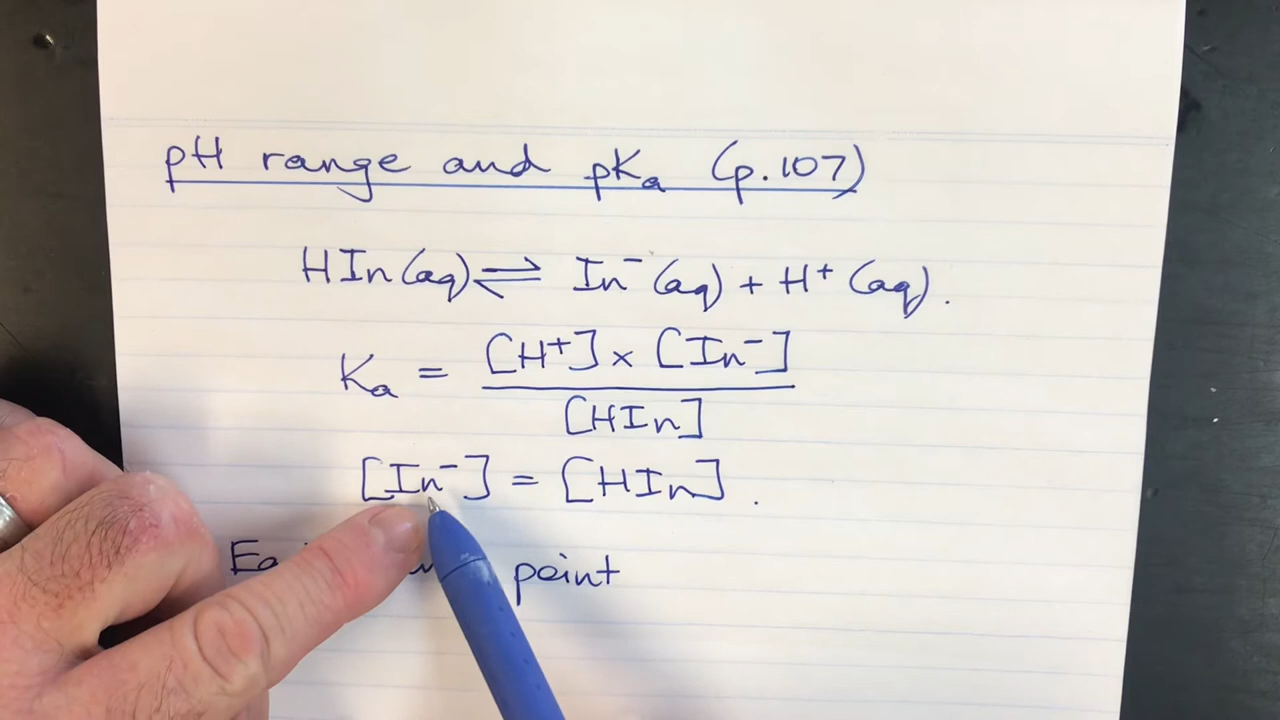 pH range and pKa (p.107)
HIn(aq) ⇌ In⁻(aq) + H⁺(aq).
Ka = [H⁺] × [In⁻]
[HIn]
[In⁻] = [HIn].
point